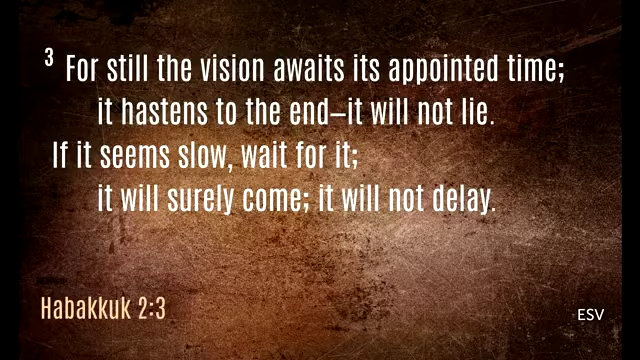 3 For still the vision awaits its appointed time;
it hastens to the end—it will not lie.
If it seems slow, wait for it;
it will surely come; it will not delay.
Habakkuk 2:3
ESV